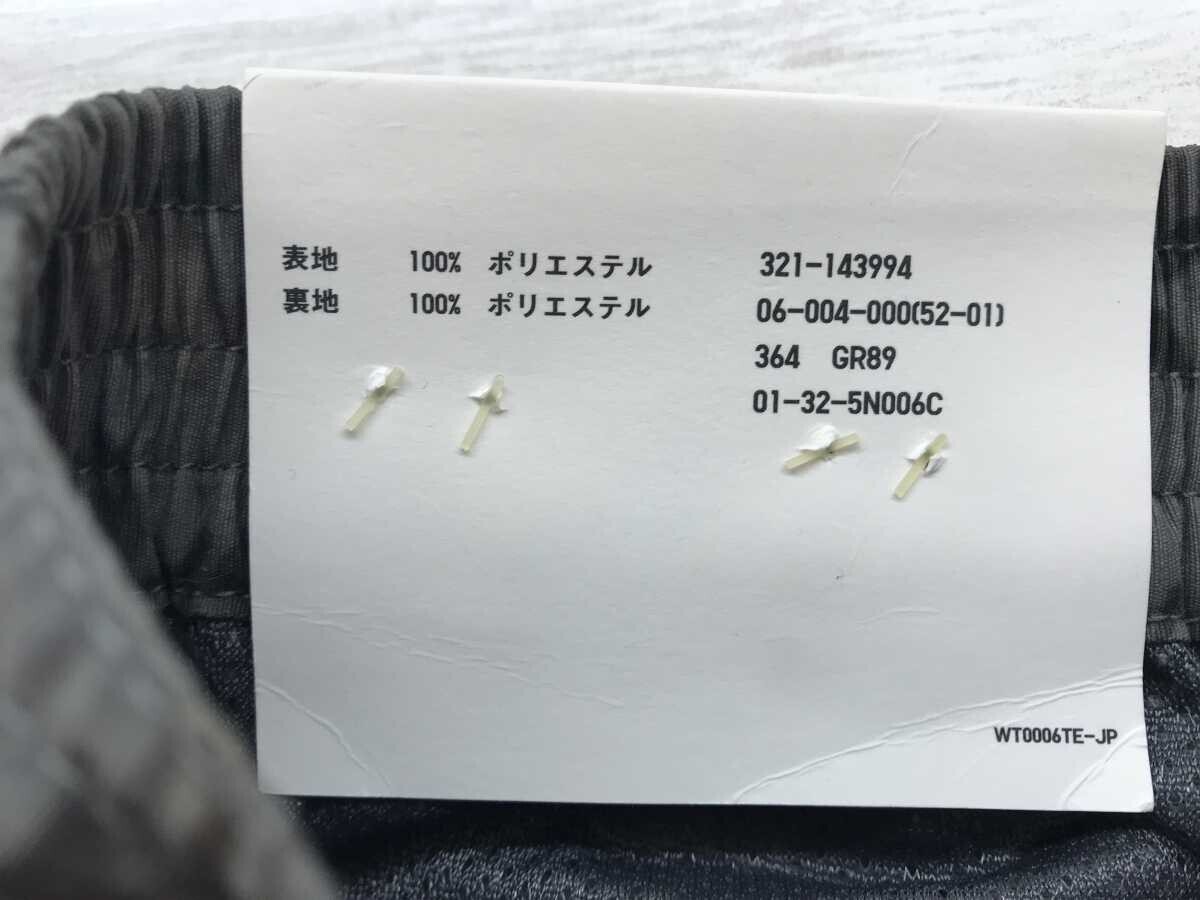 表地 100% ポリエステル 321-143994
裏地 100% ポリエステル 06-004-000(52-01)
364 GR89
01-32-5N006C
WT0006TE-JP